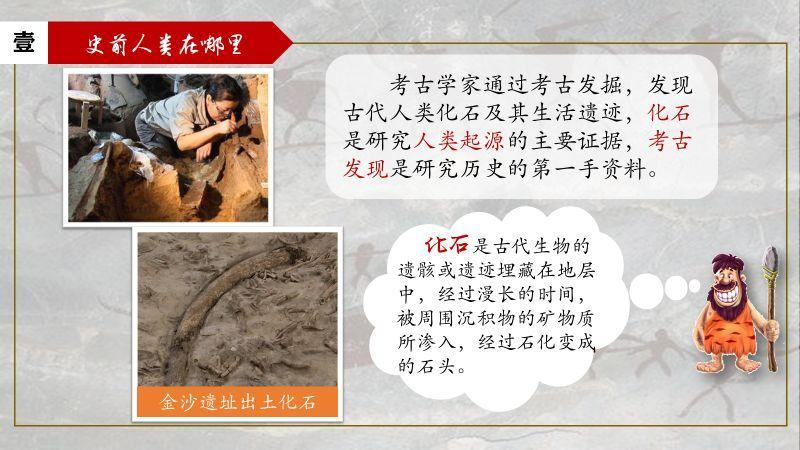 壹
史前人类在哪里
考古学家通过考古发掘，发现
古代人类化石及其生活遗迹，化石
是研究人类起源的主要证据，考古
发现是研究历史的第一手资料。
化石是古代生物的
遗骸或遗迹埋藏在地层
中，经过漫长的时间，
被周围沉积物的矿物质
所渗入，经过石化变成
的石头。
金沙遗址出土化石